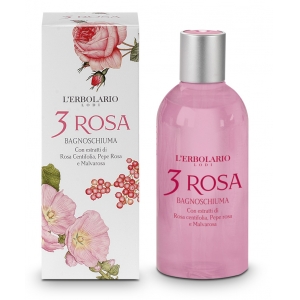 L'ERBOLARIO
LODI
3 ROSA
BAGNOSCHIUMA
Con estratti di
Rosa Centifolia, Pepe Rosa
e Malvarosa
L'ERBOLARIO
LODI
3 ROSA
BAGNOSCHIUMA
Con estratti di
Rosa centifolia, Pepe rosa
e Malvarosa